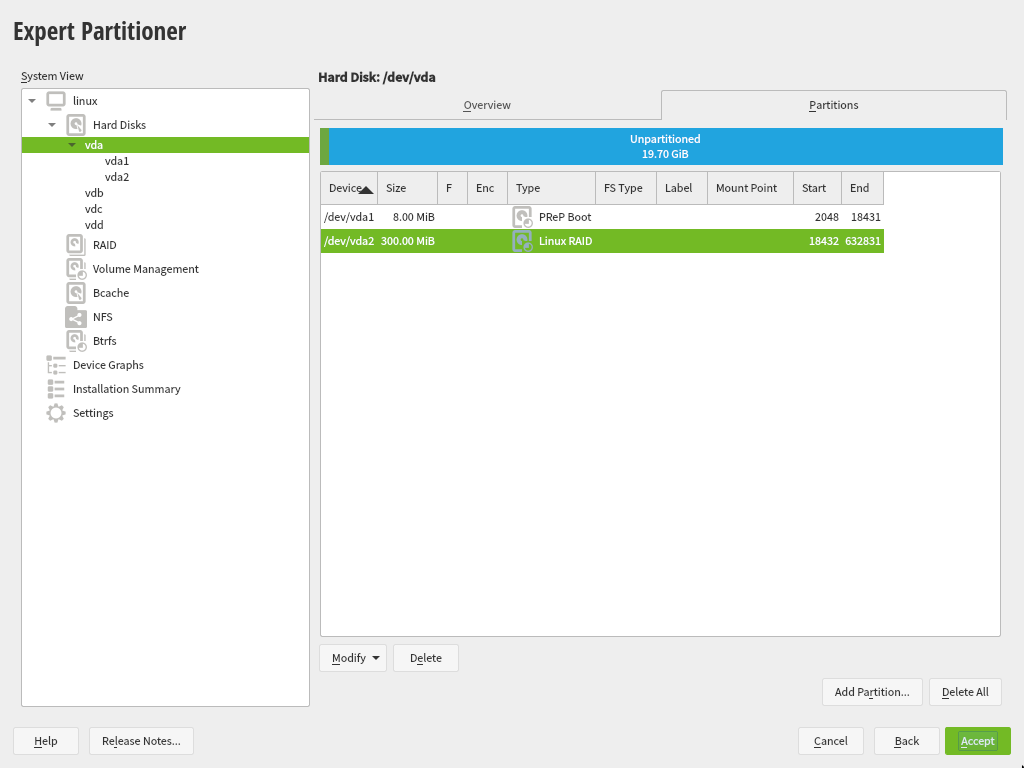 Expert Partitioner
System View
linux
Hard Disks
vda
vda1
vda2
vdb
vdc
vdd
RAID
Volume Management
Bcache
NFS
Btrfs
Device Graphs
Installation Summary
Settings
Hard Disk: /dev/vda
Overview Partitions
Unpartitioned
19.70 GiB
Device Size F Enc Type FS Type Label Mount Point Start End
/dev/vda1 8.00 MiB PReP Boot 2048 18431
/dev/vda2 300.00 MiB Linux RAID 18432 632831
Modify Delete
Add Partition... Delete All
Help Release Notes... Cancel Back Accept